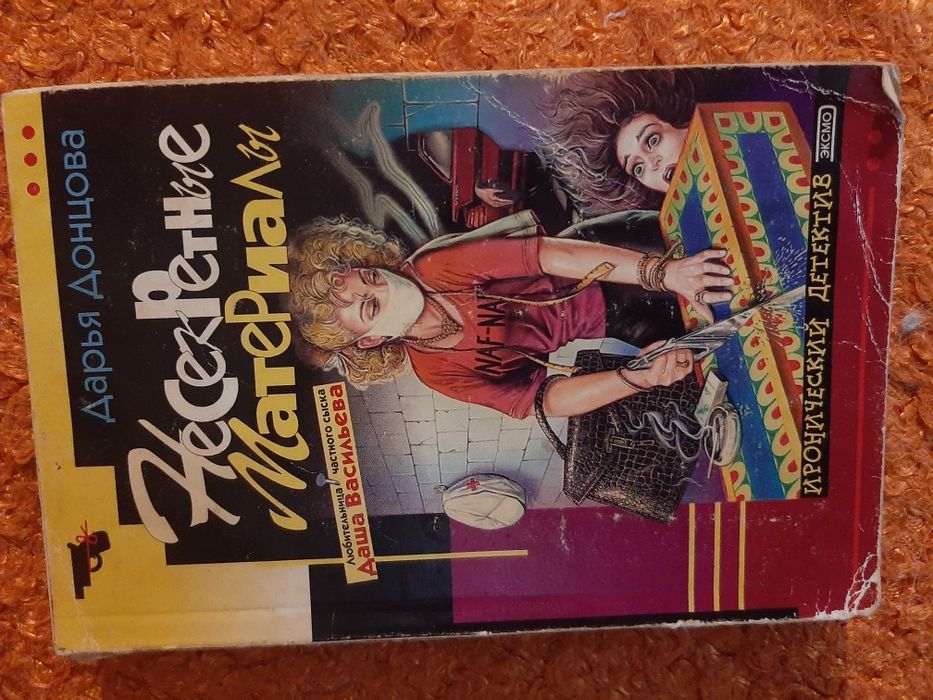 Дарья Донцова
НесекРетные
МатеРиалы
Любительница частного сыска
Даша Васильева
NAF-NAF
ИРОНИЧЕСКИЙ ДЕТЕКТИВ
ЭКСМО